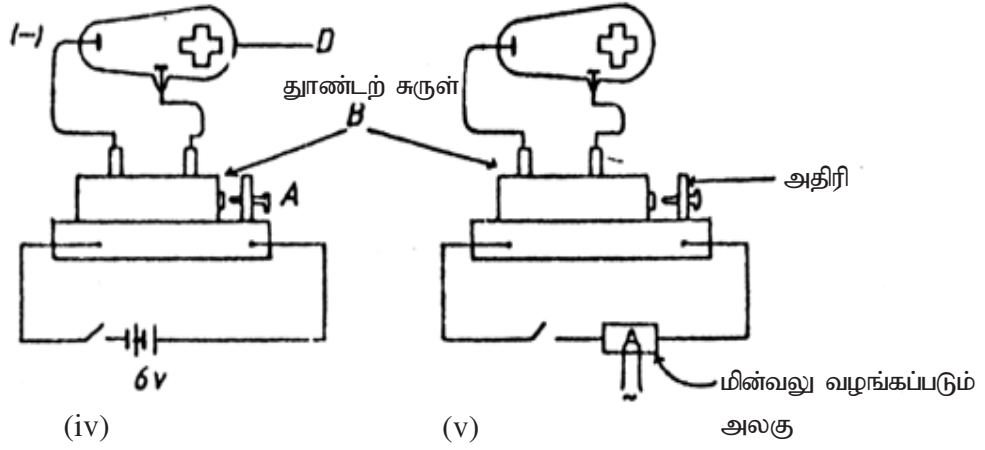 (-)
D
தூண்டற் சுருள்
B
A
அதிரி
6v
~
மின்வலு வழங்கப்படும்
அலகு
(iv)
(v)